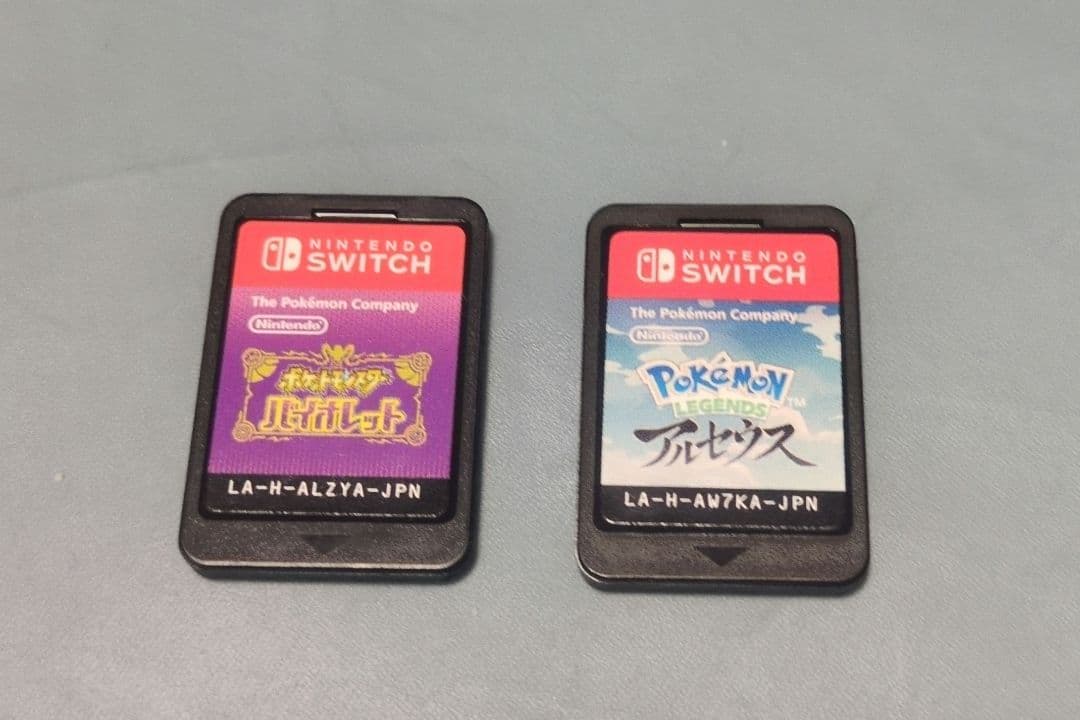 NINTENDO
SWITCH
The Pokémon Company
Nintendo
ポケットモンスター
バイオレット
LA-H-ALZYA-JPN
NINTENDO
SWITCH
The Pokémon Company
Nintendo
POKéMON
LEGENDS TM
アルセウス
LA-H-AW7KA-JPN